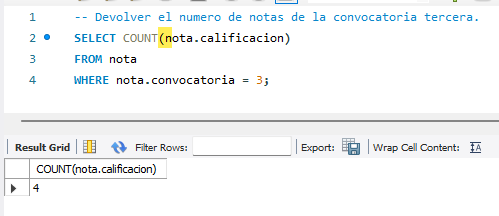 1 -- Devolver el numero de notas de la convocatoria tercera.
2 SELECT COUNT(nota.calificacion)
3 FROM nota
4 WHERE nota.convocatoria = 3;
Result Grid Filter Rows: Export: Wrap Cell Content:
COUNT(nota.calificacion)
4